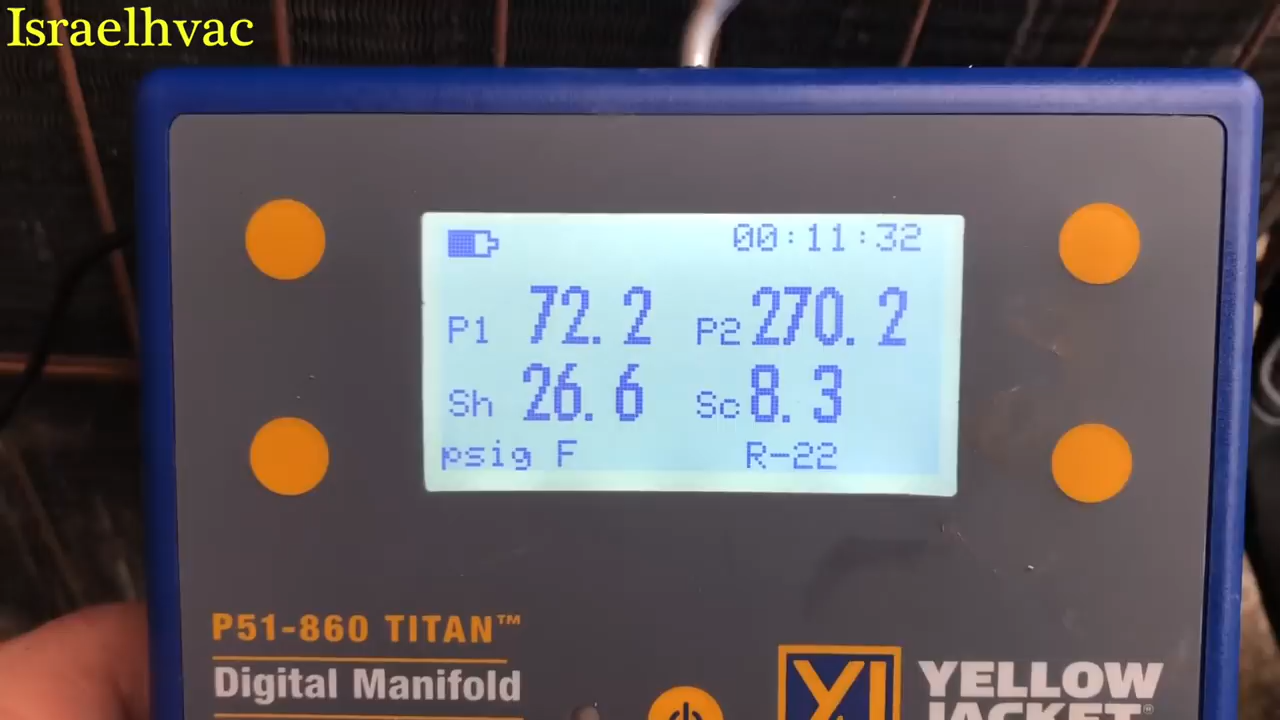 Israelhvac
00:11:32
P1 72.2 P2 270.2
Sh 26.6 Sc 8.3
psig F R-22
P51-860 TITAN™
Digital Manifold
YJ
YELLOW
JACKET®